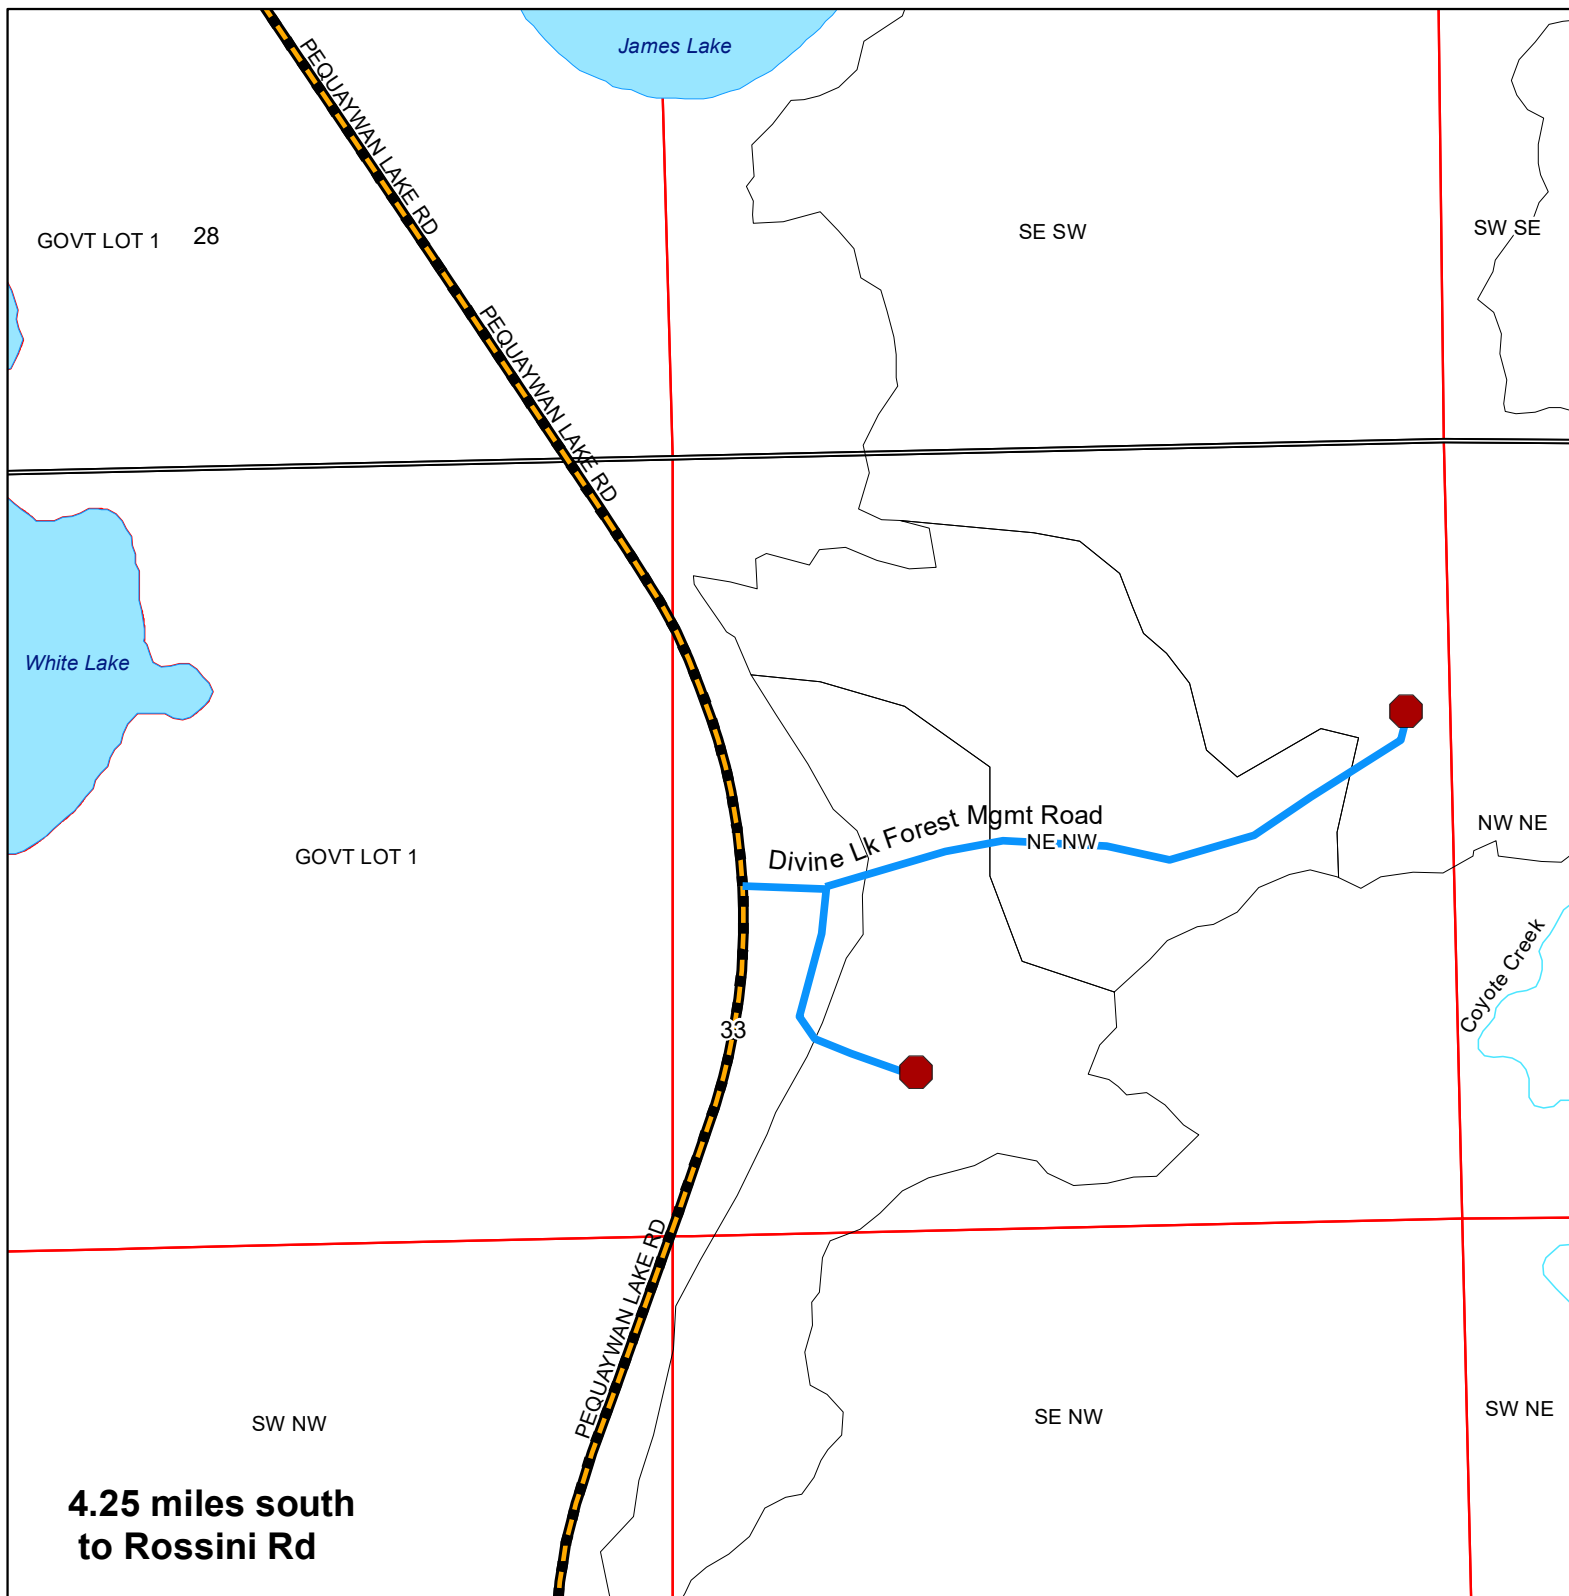 James Lake
PEQUAYWAN LAKE RD
GOVT LOT 1
28
SE SW
SW SE
PEQUAYWAN LAKE RD
White Lake
Divine Lk Forest Mgmt Road
NE NW
NW NE
GOVT LOT 1
Coyote Creek
33
PEQUAYWAN LAKE RD
SW NW
SE NW
SW NE
4.25 miles south
to Rossini Rd